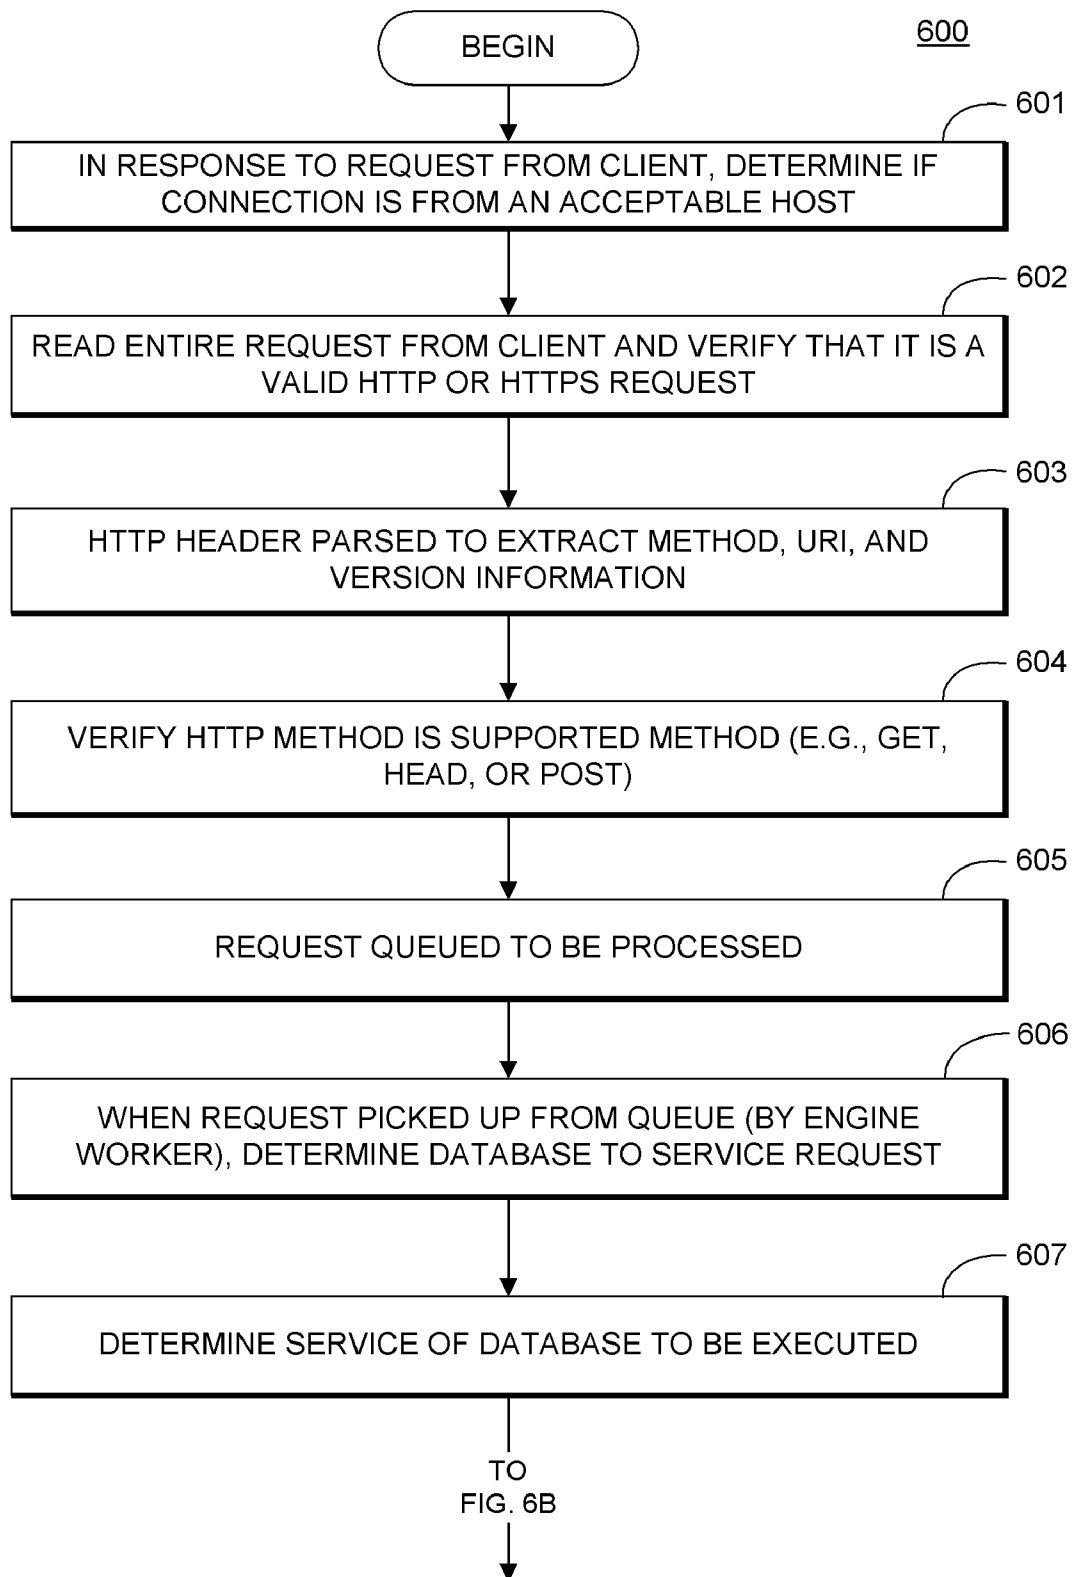 BEGIN
600
601
IN RESPONSE TO REQUEST FROM CLIENT, DETERMINE IF
CONNECTION IS FROM AN ACCEPTABLE HOST
602
READ ENTIRE REQUEST FROM CLIENT AND VERIFY THAT IT IS A
VALID HTTP OR HTTPS REQUEST
603
HTTP HEADER PARSED TO EXTRACT METHOD, URI, AND
VERSION INFORMATION
604
VERIFY HTTP METHOD IS SUPPORTED METHOD (E.G., GET,
HEAD, OR POST)
605
REQUEST QUEUED TO BE PROCESSED
606
WHEN REQUEST PICKED UP FROM QUEUE (BY ENGINE
WORKER), DETERMINE DATABASE TO SERVICE REQUEST
607
DETERMINE SERVICE OF DATABASE TO BE EXECUTED
TO
FIG. 6B